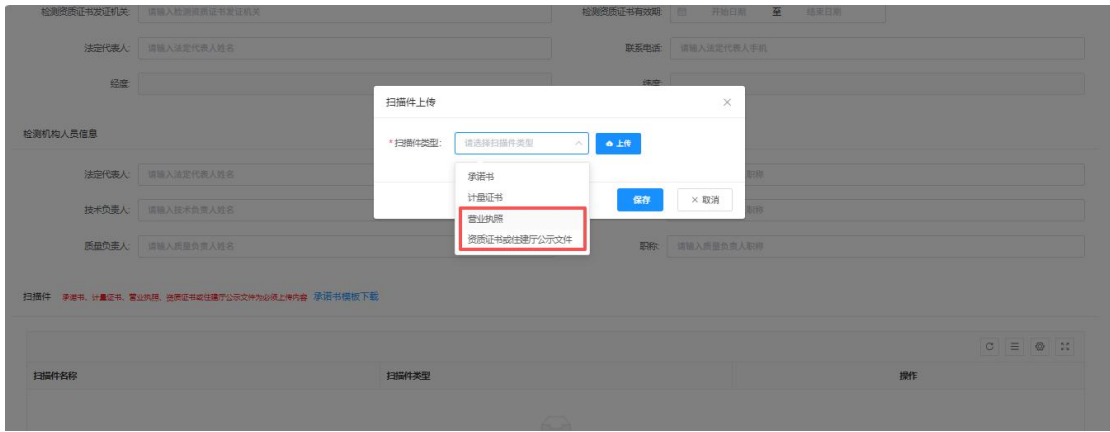 检测资质证书发证机关: 请输入检测资质证书发证机关 检测资质证书有效期: 开始日期 至 结束日期
法定代表人: 请输入法定代表人姓名 联系电话: 请输入法定代表人手机
经度: 纬度:
扫描件上传
检测机构人员信息
*扫描件类型: 请选择扫描件类型 上传
承诺书
法定代表人: 请输入法定代表人姓名 职称
计量证书
保存 × 取消
技术负责人: 请输入技术负责人姓名 职称
营业执照
资质证书或住建厅公示文件
质量负责人: 请输入质量负责人姓名 职称: 请输入质量负责人职称
扫描件 承诺书、计量证书、营业执照、资质证书或住建厅公示文件为必须上传内容 承诺书模板下载
扫描件名称 扫描件类型 操作